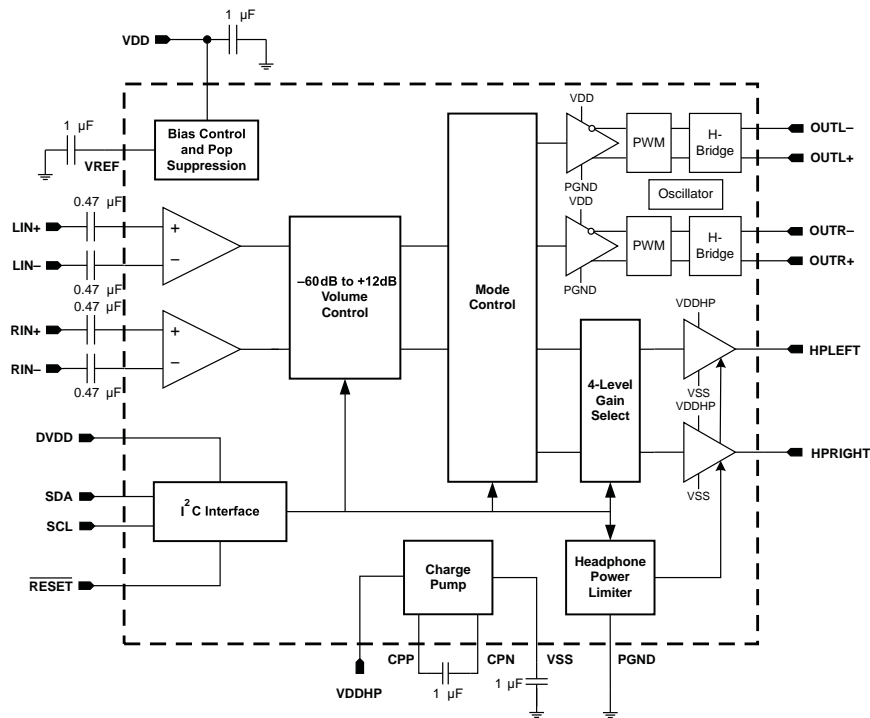 1 µF
VDD
1 µF
VREF
Bias Control
and Pop
Suppression
VDD
PWM
H-
Bridge
OUTL–
OUTL+
PGND
Oscillator
0.47 µF
LIN+
LIN–
0.47 µF
+
–
–60dB to +12dB
Volume
Control
Mode
Control
VDD
PWM
H-
Bridge
OUTR–
OUTR+
PGND
0.47 µF
RIN+
RIN–
0.47 µF
+
–
4-Level
Gain
Select
VDDHP
HPLEFT
VSS
VDDHP
HPRIGHT
VSS
DVDD
SDA
SCL
RESET
I²C Interface
Charge
Pump
Headphone
Power
Limiter
CPP
CPN
VSS
PGND
VDDHP
1 µF
1 µF